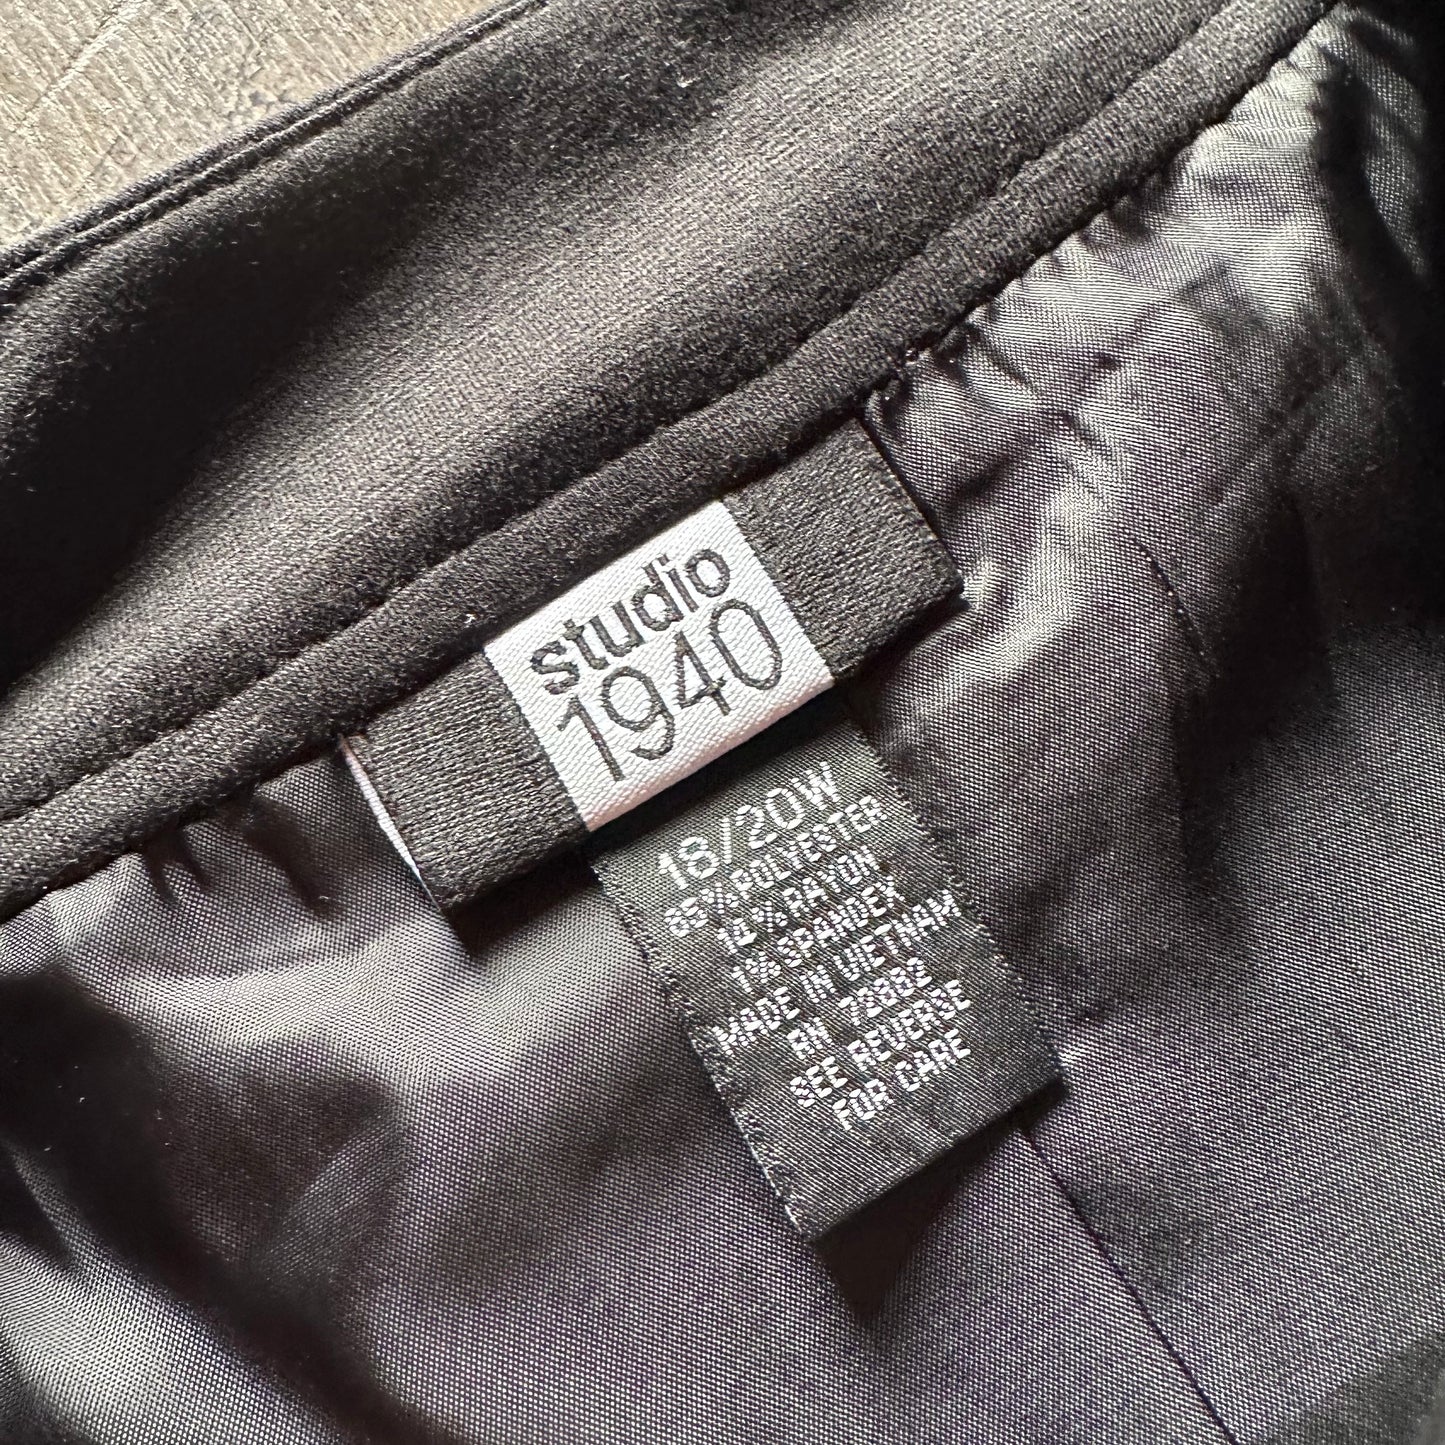 studio
1940
18/20W
85% POLYESTER
14% RAYON
1% SPANDEX
MADE IN VIETNAM
RN 72882
SEE REVERSE
FOR CARE